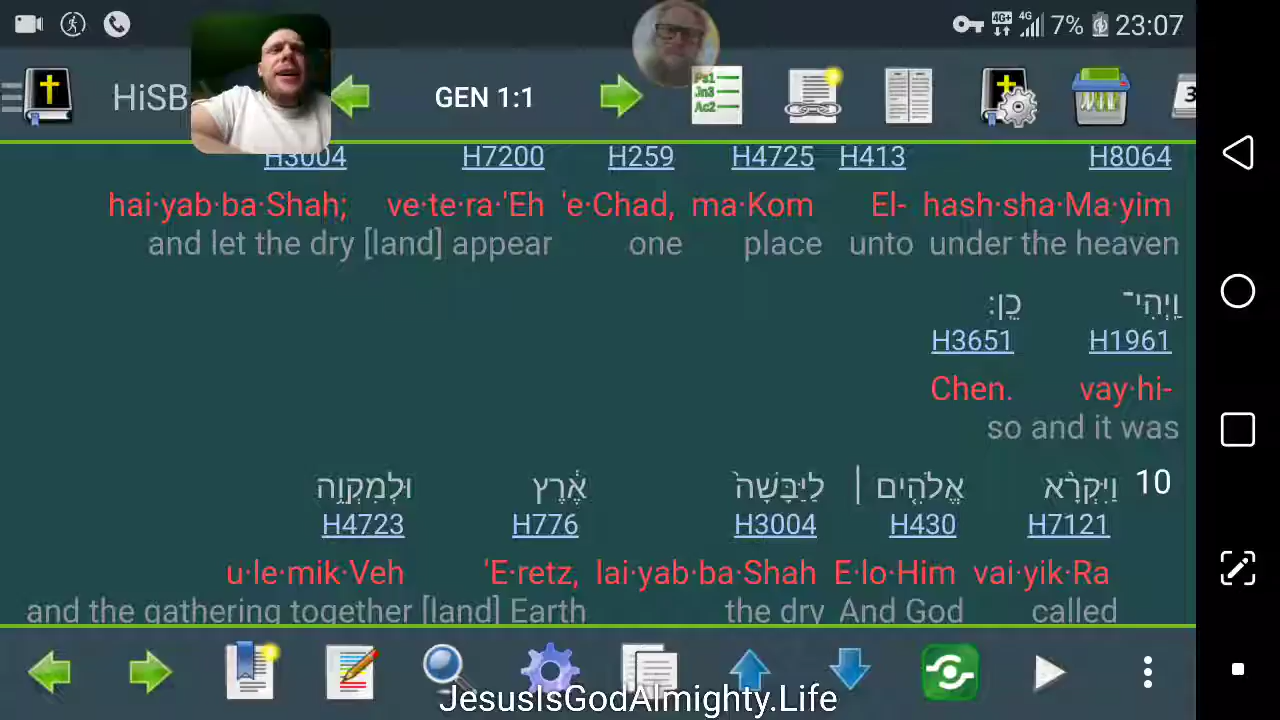 7% 23:07
HiSB GEN 1:1
Ps1
Jn3
Ac2
3
H8064 H413 H4725 H259 H7200 H3004
hai·yab·ba·Shah; ve·te·ra·'Eh 'e·Chad, ma·Kom El- hash·sha·Ma·yim
and let the dry [land] appear one place unto under the heaven
וַֽיְהִי־ כֵֽן׃
H1961 H3651
Chen. vay·hi-
so and it was
10 וַיִּקְרָ֨א אֱלֹהִ֤ים ׀ לַיַּבָּשָׁה֙ אֶ֔רֶץ וּלְמִקְוֵ֥ה
H7121 H430 H3004 H776 H4723
u·le·mik·Veh 'E·retz, lai·yab·ba·Shah E·lo·Him vai·yik·Ra
and the gathering together [land] Earth the dry And God called
JesusIsGodAlmighty.Life